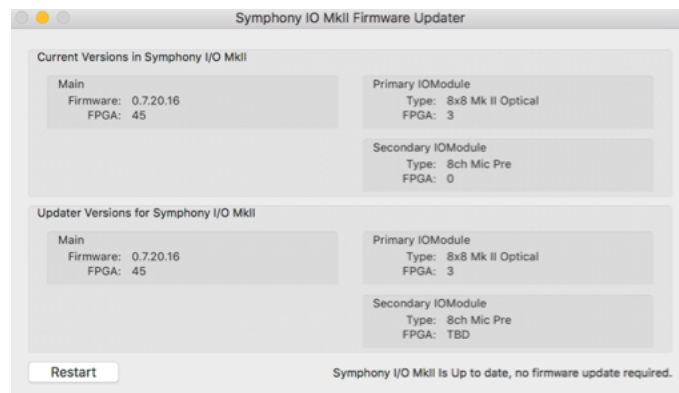 Symphony IO MkII Firmware Updater
Current Versions in Symphony I/O MkII
Main
Firmware: 0.7.20.16
FPGA: 45
Primary IOModule
Type: 8x8 Mk II Optical
FPGA: 3
Secondary IOModule
Type: 8ch Mic Pre
FPGA: 0
Updater Versions for Symphony I/O MkII
Main
Firmware: 0.7.20.16
FPGA: 45
Primary IOModule
Type: 8x8 Mk II Optical
FPGA: 3
Secondary IOModule
Type: 8ch Mic Pre
FPGA: TBD
Restart
Symphony I/O MkII Is Up to date, no firmware update required.